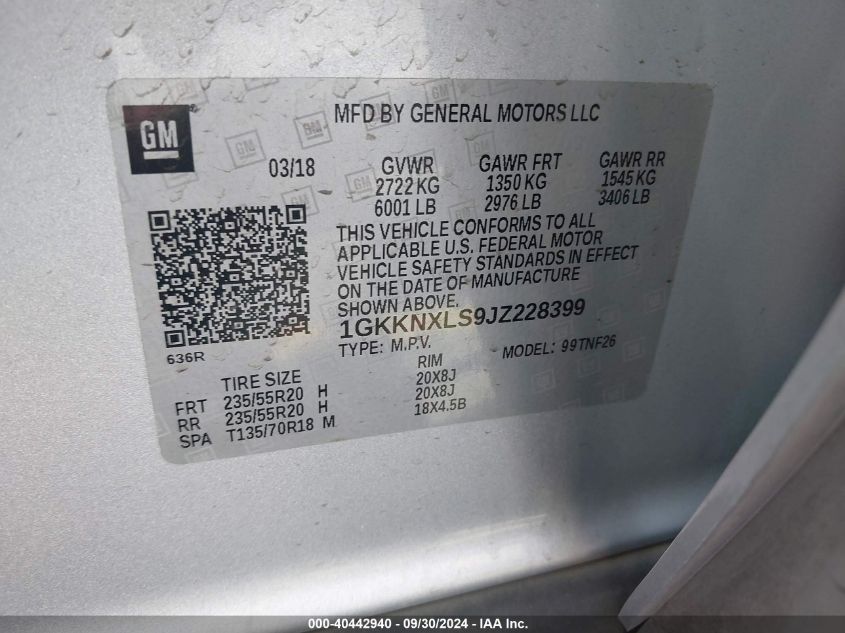 GM
MFD BY GENERAL MOTORS LLC
03/18 GVWR GAWR FRT GAWR RR
2722 KG 1350 KG 1545 KG
6001 LB 2976 LB 3406 LB
THIS VEHICLE CONFORMS TO ALL
APPLICABLE U.S. FEDERAL MOTOR
VEHICLE SAFETY STANDARDS IN EFFECT
ON THE DATE OF MANUFACTURE
SHOWN ABOVE.
1GKKNXLS9JZ228399
636R
TYPE: M.P.V. MODEL: 99TNF26
TIRE SIZE RIM
FRT 235/55R20 H 20X8J
RR 235/55R20 H 20X8J
SPA T135/70R18 M 18X4.5B
000-40442940 - 09/30/2024 - IAA Inc.